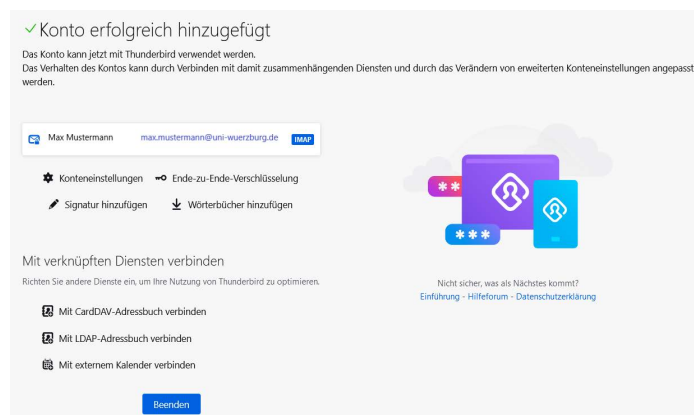 Konto erfolgreich hinzugefügt
Das Konto kann jetzt mit Thunderbird verwendet werden.
Das Verhalten des Kontos kann durch Verbinden mit damit zusammenhängenden Diensten und durch das Verändern von erweiterten Konteneinstellungen angepasst
werden.
Max Mustermann max.mustermann@uni-wuerzburg.de IMAP
Konteneinstellungen Ende-zu-Ende-Verschlüsselung
Signatur hinzufügen Wörterbücher hinzufügen
Mit verknüpften Diensten verbinden
Richten Sie andere Dienste ein, um Ihre Nutzung von Thunderbird zu optimieren.
Mit CardDAV-Adressbuch verbinden
Mit LDAP-Adressbuch verbinden
Mit externem Kalender verbinden
Beenden
**
***
Nicht sicher, was als Nächstes kommt?
Einführung - Hilfeforum - Datenschutzerklärung